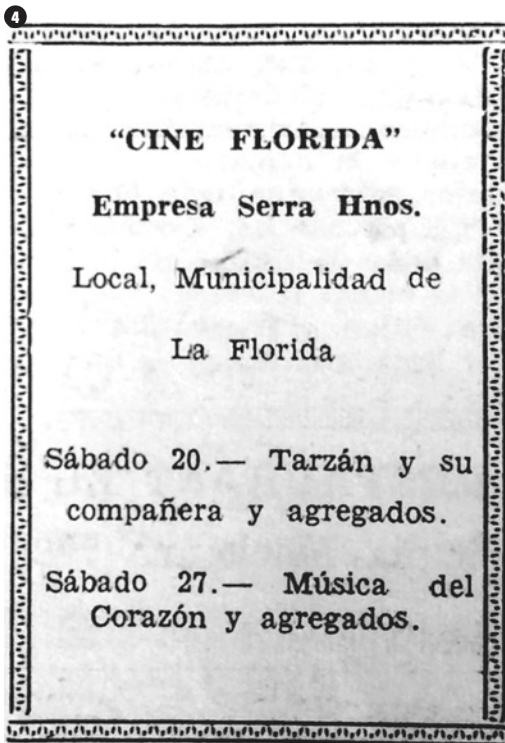 4
"CINE FLORIDA"
Empresa Serra Hnos.
Local, Municipalidad de
La Florida
Sábado 20.— Tarzán y su
compañera y agregados.
Sábado 27.— Música del
Corazón y agregados.